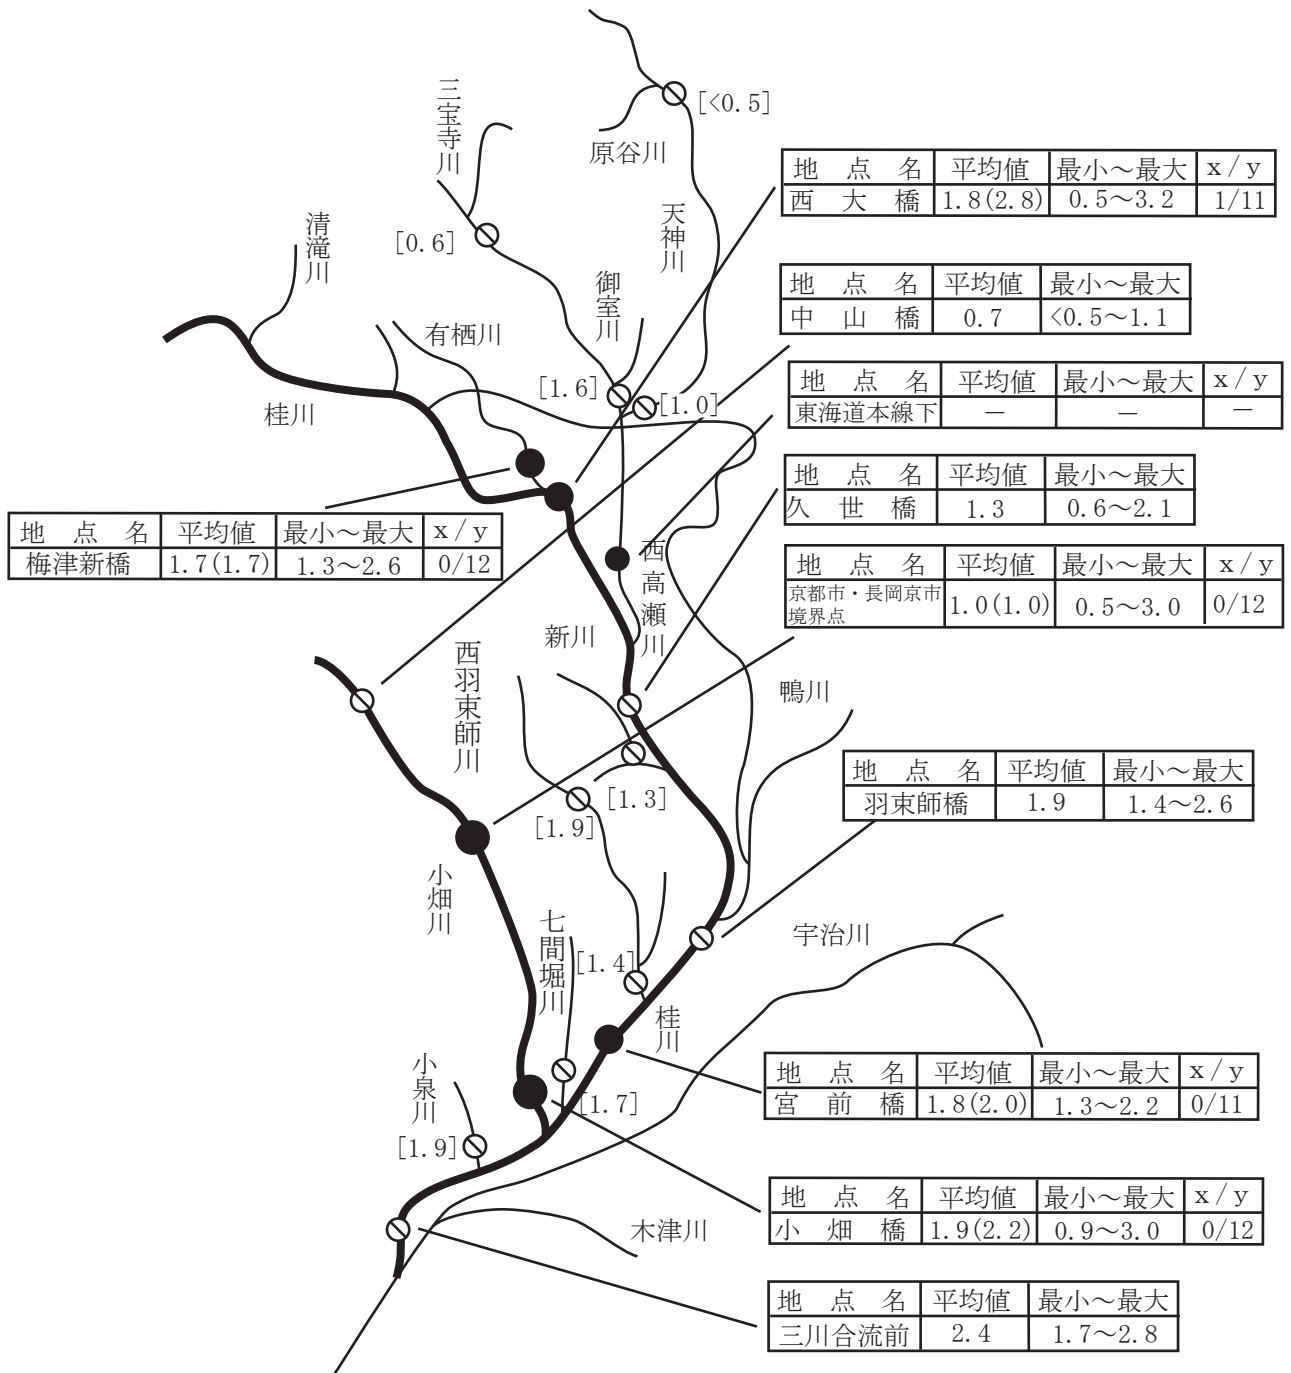 [<0.5]
三宝寺川
原谷川
地点名 平均値 最小～最大 x/y
西大橋 1.8(2.8) 0.5～3.2 1/11
天神川
清滝川
[0.6]
御室川
地点名 平均値 最小～最大
中山橋 0.7 <0.5～1.1
有栖川
地点名 平均値 最小～最大 x/y
東海道本線下 － － －
[1.6]
[1.0]
桂川
地点名 平均値 最小～最大
久世橋 1.3 0.6～2.1
地点名 平均値 最小～最大 x/y
梅津新橋 1.7(1.7) 1.3～2.6 0/12
西高瀬川
地点名 平均値 最小～最大 x/y
京都市・長岡京市
境界点 1.0(1.0) 0.5～3.0 0/12
新川
西羽束師川
鴨川
地点名 平均値 最小～最大
羽束師橋 1.9 1.4～2.6
[1.3]
[1.9]
小畑川
七間堀川
宇治川
[1.4]
桂川
小泉川
地点名 平均値 最小～最大 x/y
宮前橋 1.8(2.0) 1.3～2.2 0/11
[1.7]
[1.9]
地点名 平均値 最小～最大 x/y
小畑橋 1.9(2.2) 0.9～3.0 0/12
木津川
地点名 平均値 最小～最大
三川合流前 2.4 1.7～2.8